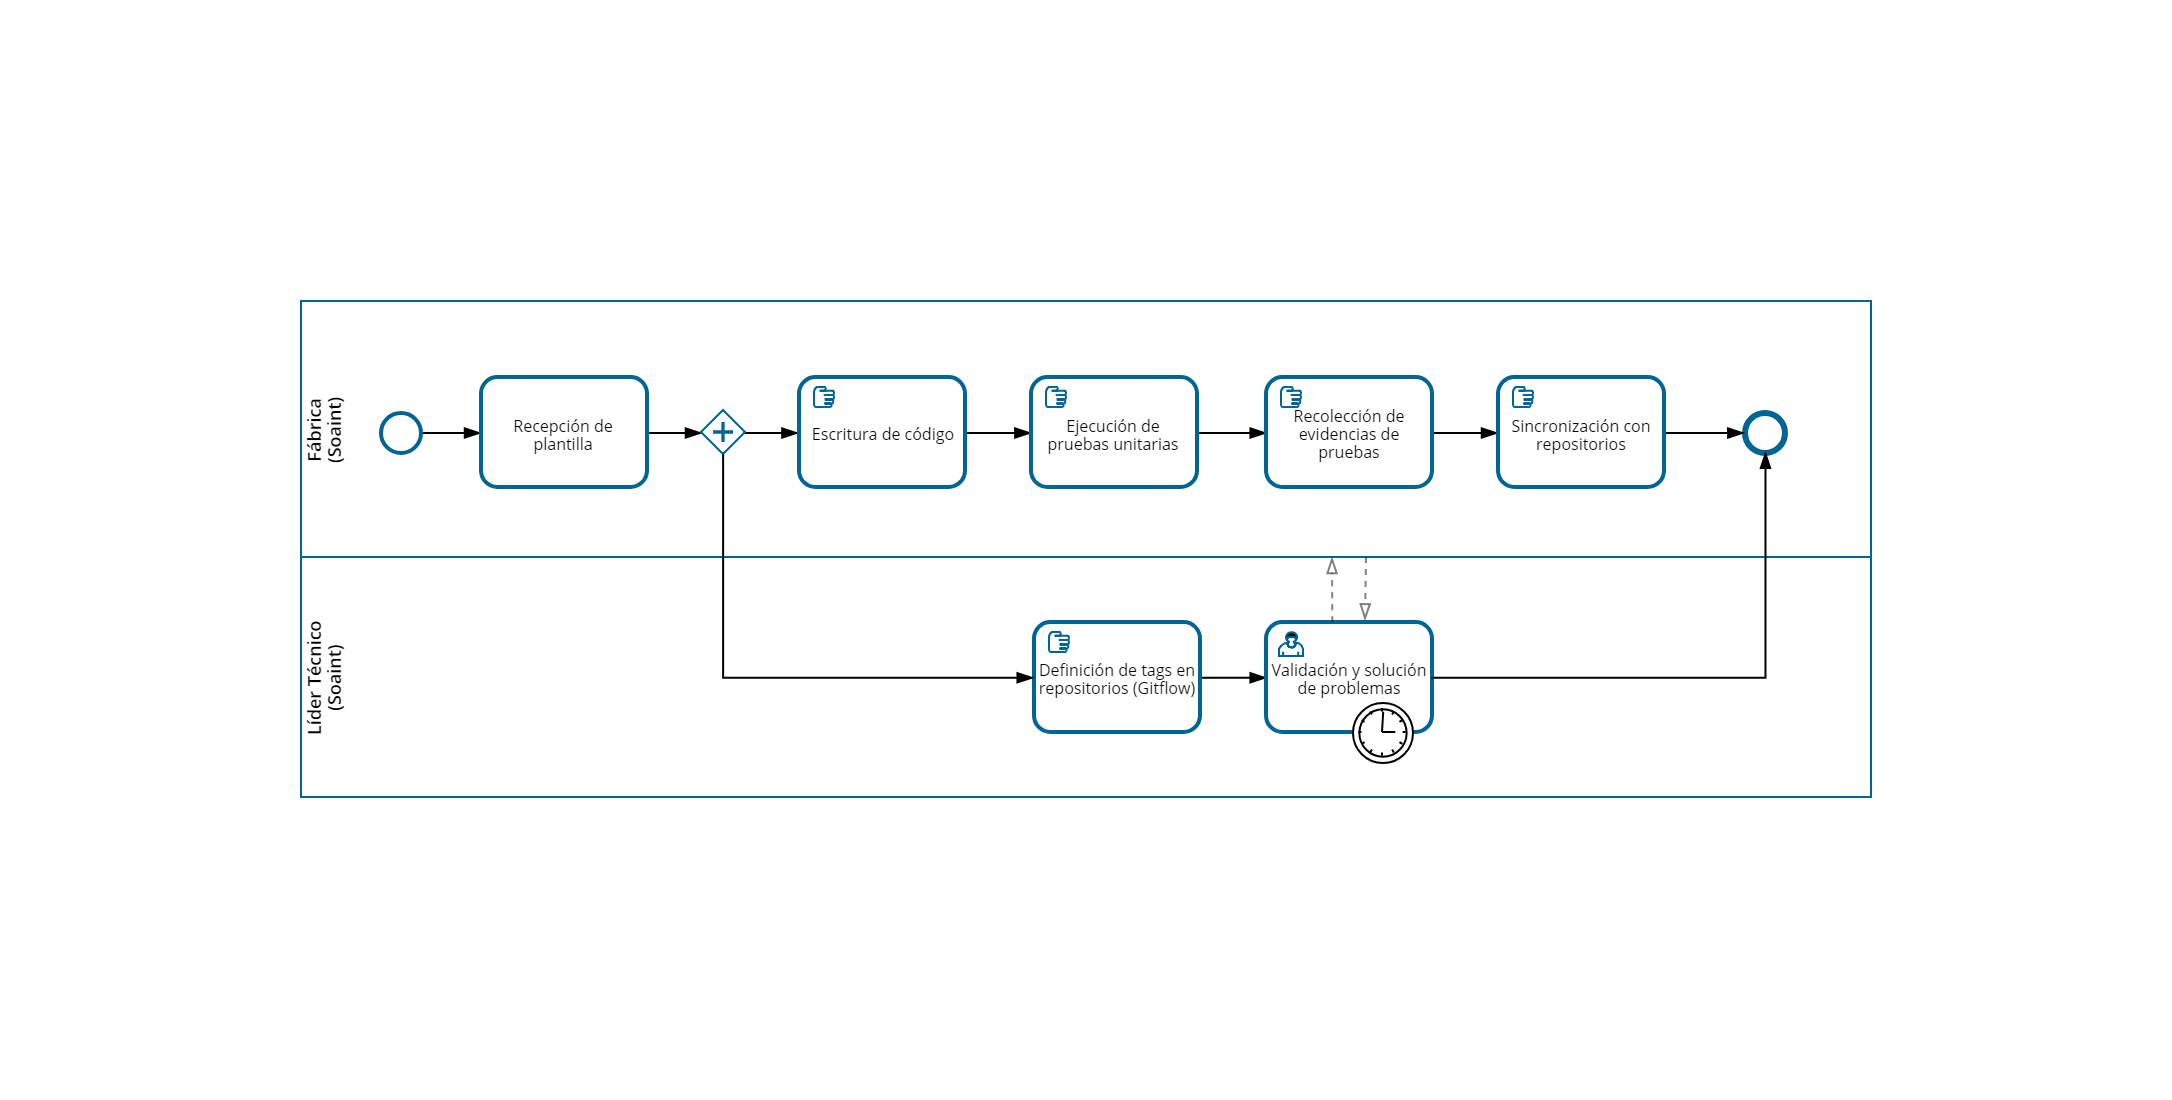 Fábrica
(Soaint)
Recepción de
plantilla
Escritura de código
Ejecución de
pruebas unitarias
Recolección de
evidencias de
pruebas
Sincronización con
repositorios
Líder Técnico
(Soaint)
Definición de tags en
repositorios (Gitflow)
Validación y solución
de problemas